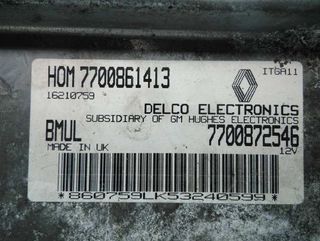 HOM 7700861413
16210759
ITGA11
DELCO ELECTRONICS
SUBSIDIARY OF GM HUGHES ELECTRONICS
BMUL 7700872546
MADE IN UK 12V
*860759LK53240599*